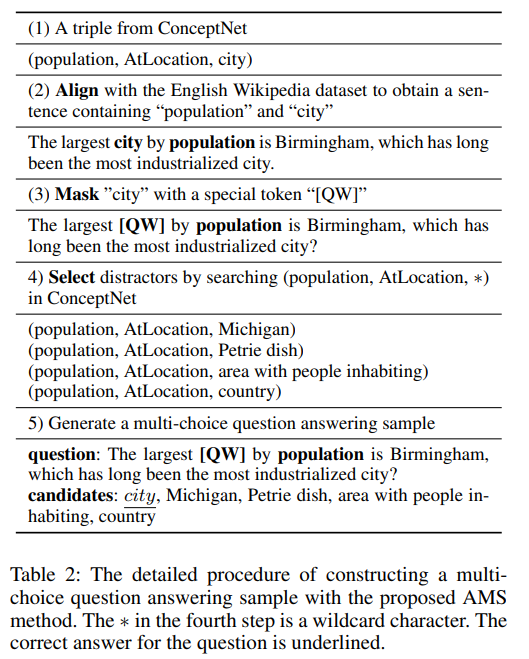 (1) A triple from ConceptNet
(population, AtLocation, city)
(2) Align with the English Wikipedia dataset to obtain a sen-
tence containing “population” and “city”
The largest city by population is Birmingham, which has long
been the most industrialized city.
(3) Mask ”city” with a special token “[QW]”
The largest [QW] by population is Birmingham, which has
long been the most industrialized city?
4) Select distractors by searching (population, AtLocation, ∗)
in ConceptNet
(population, AtLocation, Michigan)
(population, AtLocation, Petrie dish)
(population, AtLocation, area with people inhabiting)
(population, AtLocation, country)
5) Generate a multi-choice question answering sample
question: The largest [QW] by population is Birmingham,
which has long been the most industrialized city?
candidates: city, Michigan, Petrie dish, area with people in-
habiting, country
Table 2: The detailed procedure of constructing a multi-
choice question answering sample with the proposed AMS
method. The ∗ in the fourth step is a wildcard character. The
correct answer for the question is underlined.